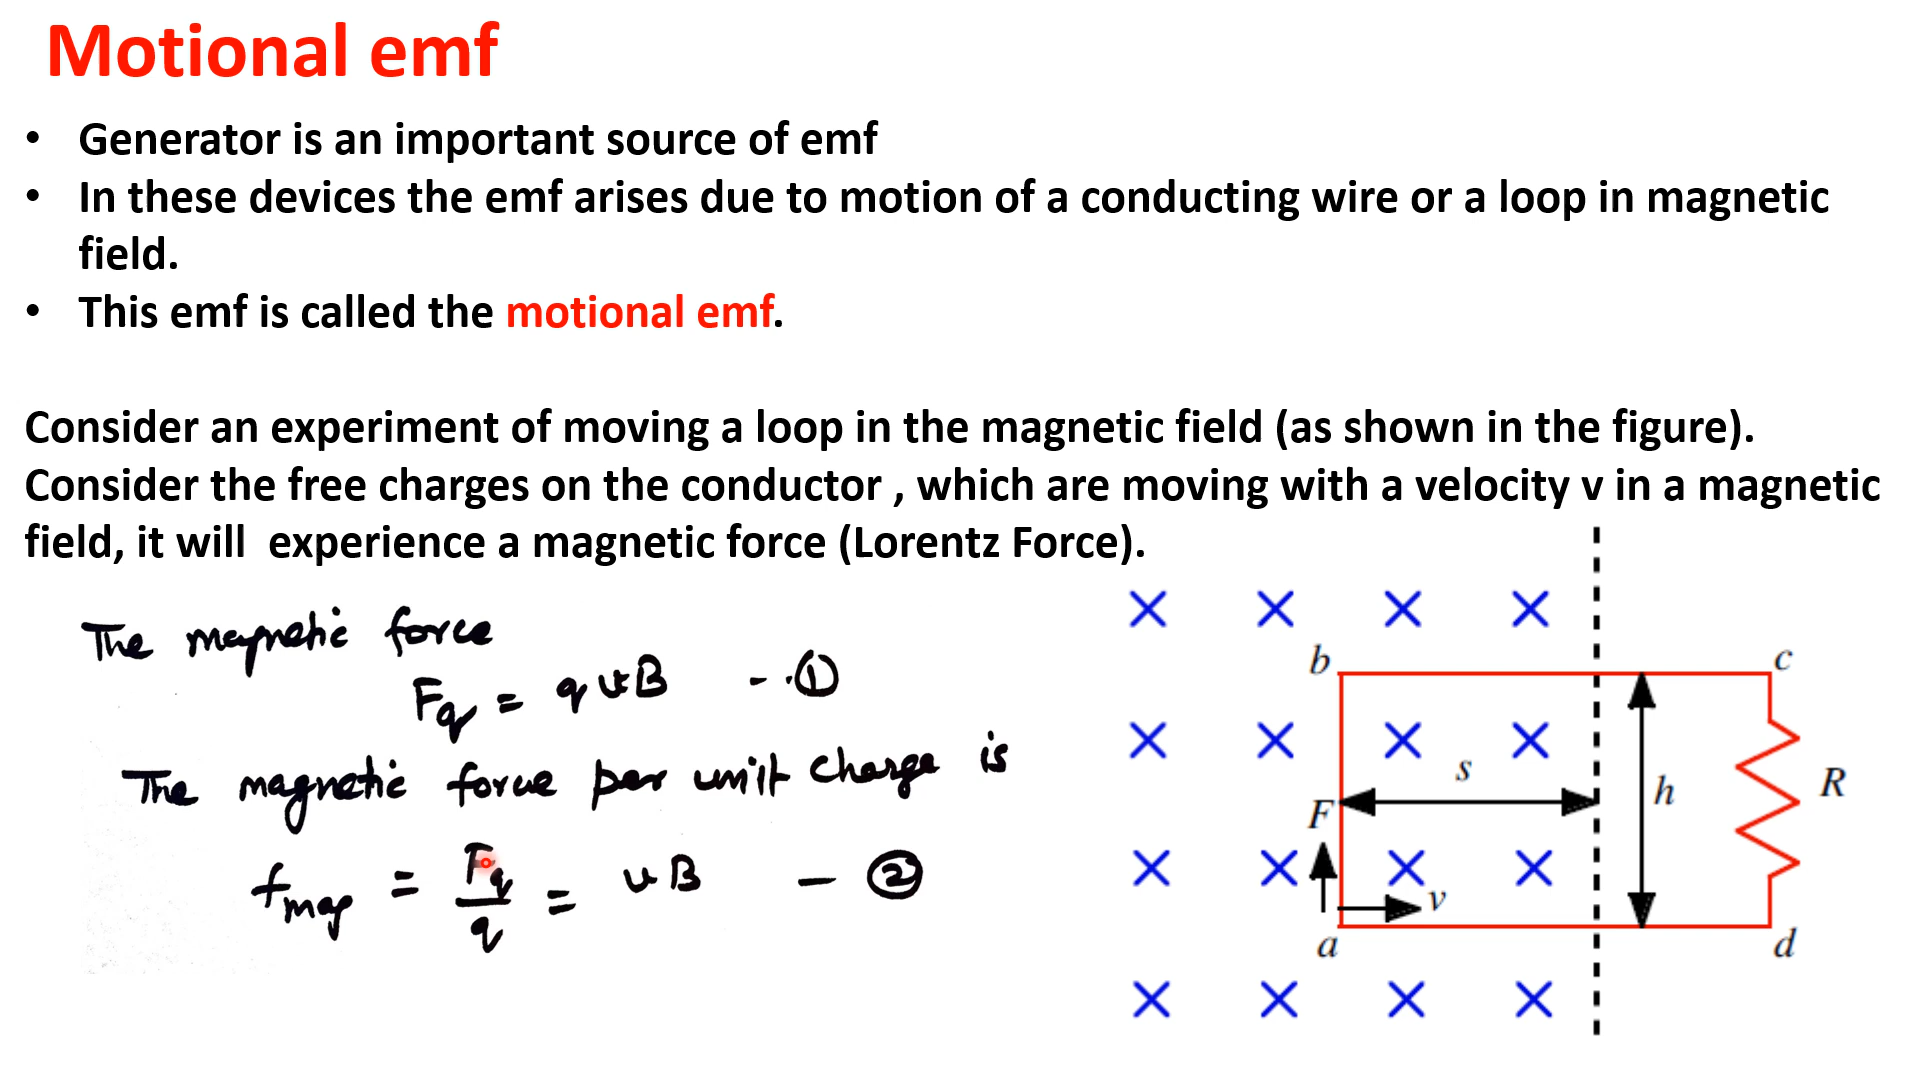 Motional emf
• Generator is an important source of emf
• In these devices the emf arises due to motion of a conducting wire or a loop in magnetic
field.
• This emf is called the motional emf.
Consider an experiment of moving a loop in the magnetic field (as shown in the figure).
Consider the free charges on the conductor , which are moving with a velocity v in a magnetic
field, it will experience a magnetic force (Lorentz Force).
The magnetic force
Fq = qvB - ①
The magnetic force per unit charge is
fmag = Fq/q = vB - ②
b
c
s
h
R
F
v
a
d